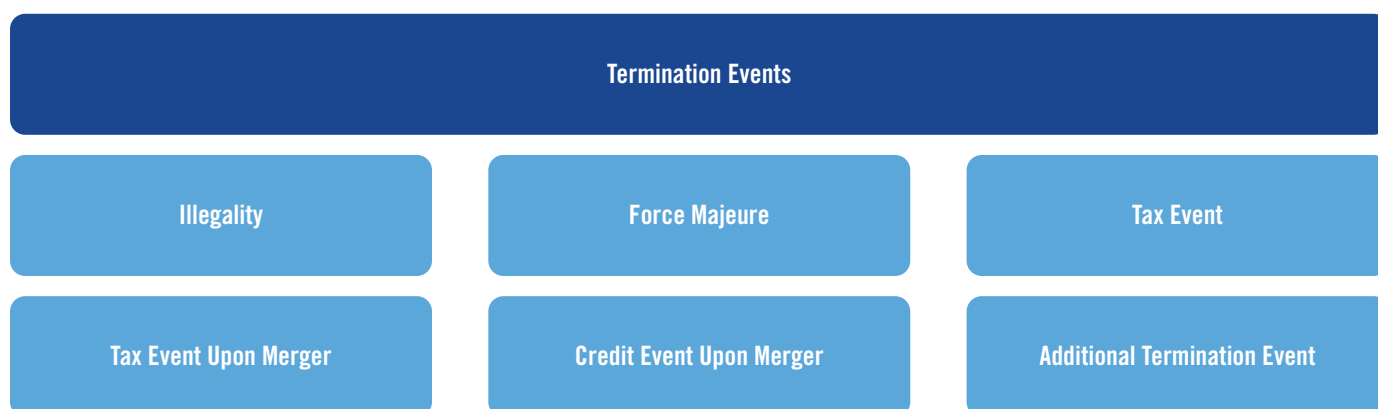 Termination Events
Illegality
Force Majeure
Tax Event
Tax Event Upon Merger
Credit Event Upon Merger
Additional Termination Event